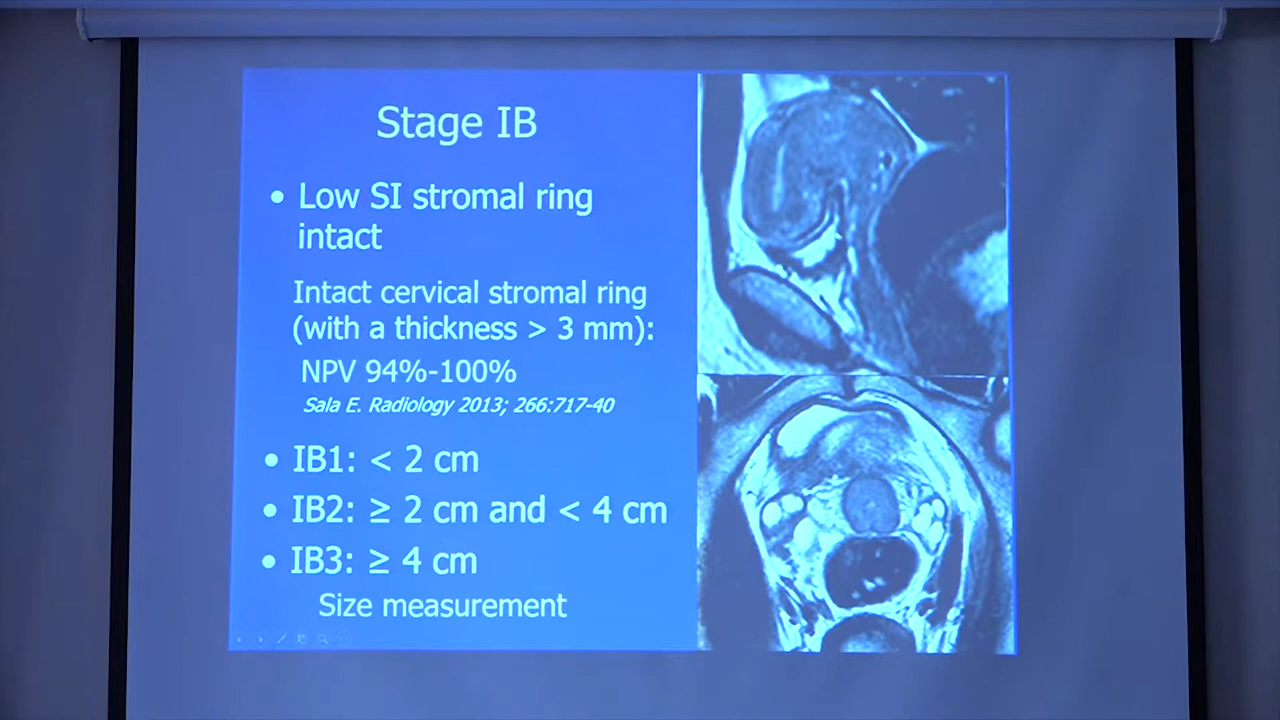 Stage IB
• Low SI stromal ring
intact
Intact cervical stromal ring
(with a thickness > 3 mm):
NPV 94%-100%
Sala E. Radiology 2013; 266:717-40
• IB1: < 2 cm
• IB2: ≥ 2 cm and < 4 cm
• IB3: ≥ 4 cm
Size measurement